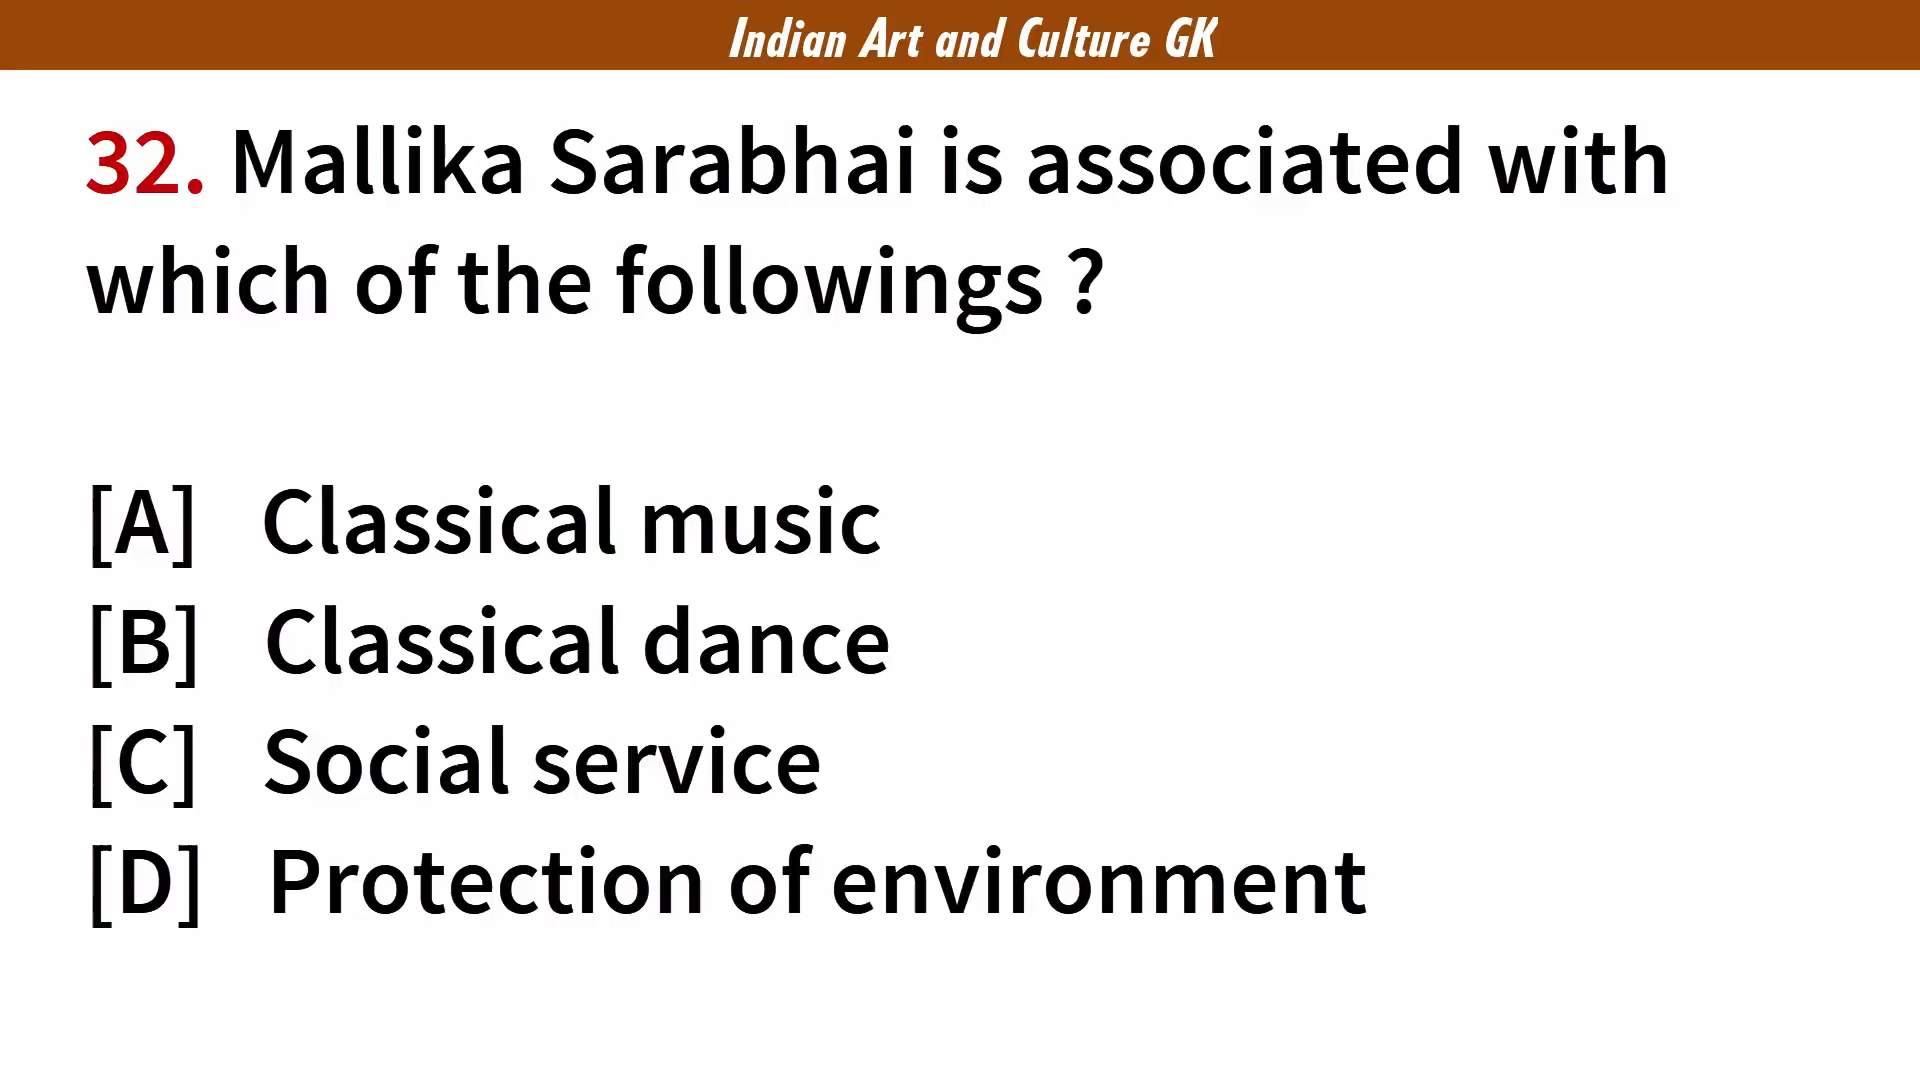 Indian Art and Culture GK
32. Mallika Sarabhai is associated with
which of the followings ?
[A] Classical music
[B] Classical dance
[C] Social service
[D] Protection of environment